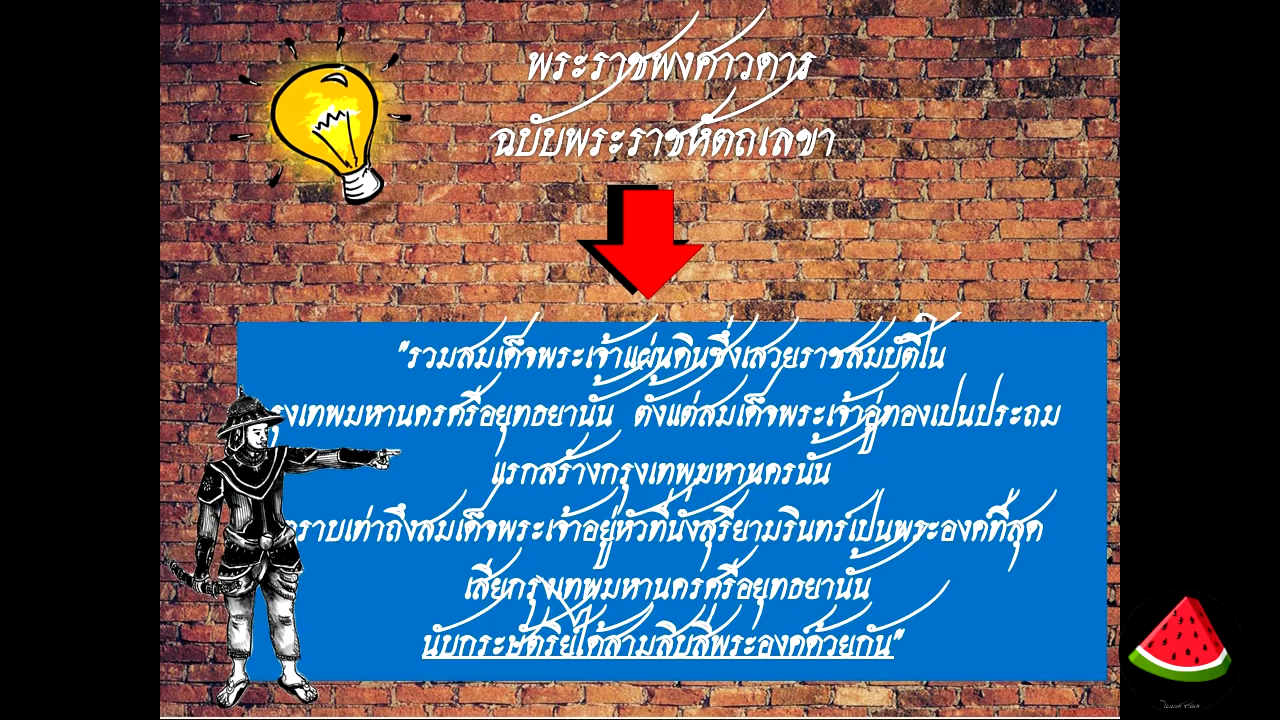 พระราชพงศาวดาร
ฉบับพระราชหัตถเลขา
"รวมสมเด็จพระเจ้าแผ่นดินซึ่งเสวยราชสมบัติใน
รุงเทพมหานครศรีอยุทธยานั้น ตั้งแต่สมเด็จพระเจ้าอู่ทองเปนประถม
แรกสร้างกรุงเทพมหานครนั้น
ราบเท่าถึงสมเด็จพระเจ้าอยู่หัวที่นั่งสุริยามรินทร์เป็นพระองค์ที่สุด
เสียกรุงเทพมหานครศรีอยุทธยานั้น
นับกระษัตริย์ได้สามสิบสี่พระองค์ด้วยกัน"